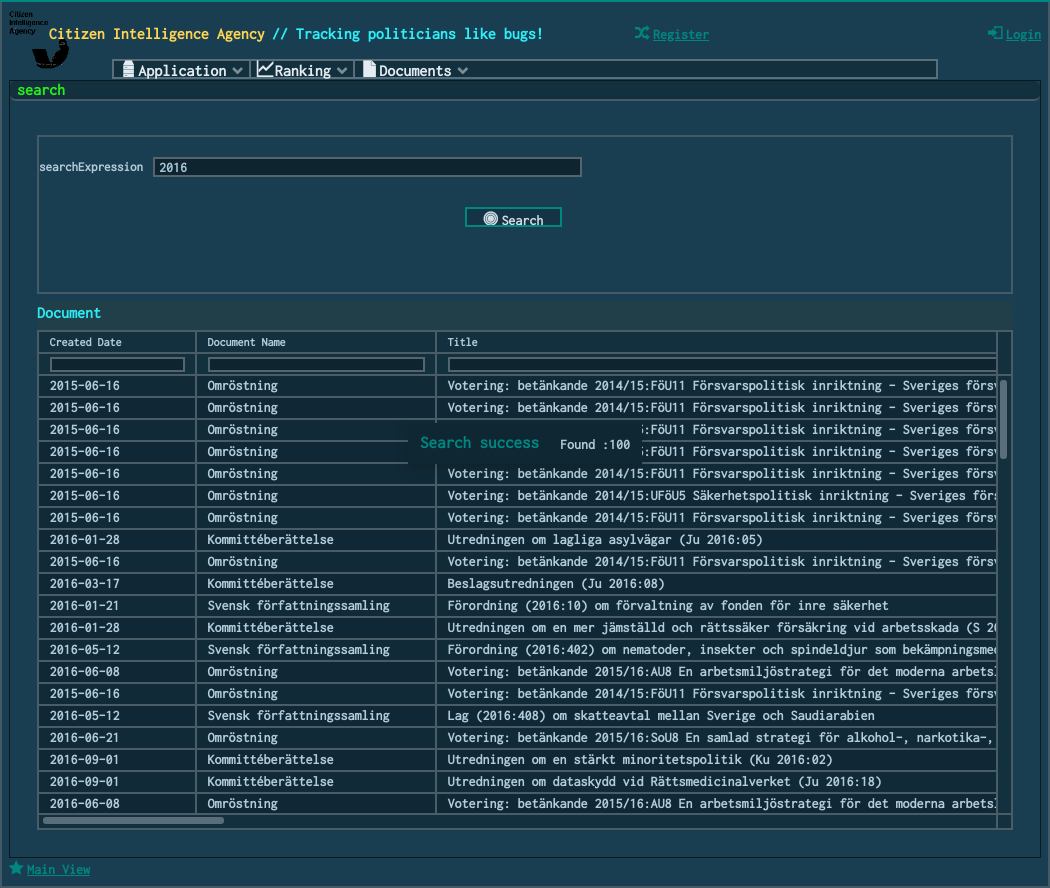 Citizen
Intelligence
Agency
Citizen Intelligence Agency // Tracking politicians like bugs!
Register
Login
Application
Ranking
Documents
search
searchExpression 2016
Search
Document
Created Date Document Name Title
2015-06-16 Omröstning Votering: betänkande 2014/15:FöU11 Försvarspolitisk inriktning - Sveriges försv
2015-06-16 Omröstning Votering: betänkande 2014/15:FöU11 Försvarspolitisk inriktning - Sveriges försv
2015-06-16 Omröstning :FöU11 Försvarspolitisk inriktning - Sveriges försv
Search success Found :100
2015-06-16 Omröstning :FöU11 Försvarspolitisk inriktning - Sveriges försv
2015-06-16 Omröstning Votering: betänkande 2014/15:FöU11 Försvarspolitisk inriktning - Sveriges försv
2015-06-16 Omröstning Votering: betänkande 2014/15:UFöU5 Säkerhetspolitisk inriktning - Sveriges förs
2015-06-16 Omröstning Votering: betänkande 2014/15:FöU11 Försvarspolitisk inriktning - Sveriges försv
2016-01-28 Kommittéberättelse Utredningen om lagliga asylvägar (Ju 2016:05)
2015-06-16 Omröstning Votering: betänkande 2014/15:FöU11 Försvarspolitisk inriktning - Sveriges försv
2016-03-17 Kommittéberättelse Beslagsutredningen (Ju 2016:08)
2016-01-21 Svensk författningssamling Förordning (2016:10) om förvaltning av fonden för inre säkerhet
2016-01-28 Kommittéberättelse Utredningen om en mer jämställd och rättssäker försäkring vid arbetsskada (S 20
2016-05-12 Svensk författningssamling Förordning (2016:402) om nematoder, insekter och spindeldjur som bekämpningsme
2016-06-08 Omröstning Votering: betänkande 2015/16:AU8 En arbetsmiljöstrategi för det moderna arbetsl
2015-06-16 Omröstning Votering: betänkande 2014/15:FöU11 Försvarspolitisk inriktning - Sveriges försv
2016-05-12 Svensk författningssamling Lag (2016:408) om skatteavtal mellan Sverige och Saudiarabien
2016-06-21 Omröstning Votering: betänkande 2015/16:SoU8 En samlad strategi för alkohol-, narkotika-,
2016-09-01 Kommittéberättelse Utredningen om en stärkt minoritetspolitik (Ku 2016:02)
2016-09-01 Kommittéberättelse Utredningen om dataskydd vid Rättsmedicinalverket (Ju 2016:18)
2016-06-08 Omröstning Votering: betänkande 2015/16:AU8 En arbetsmiljöstrategi för det moderna arbetsl
Main View